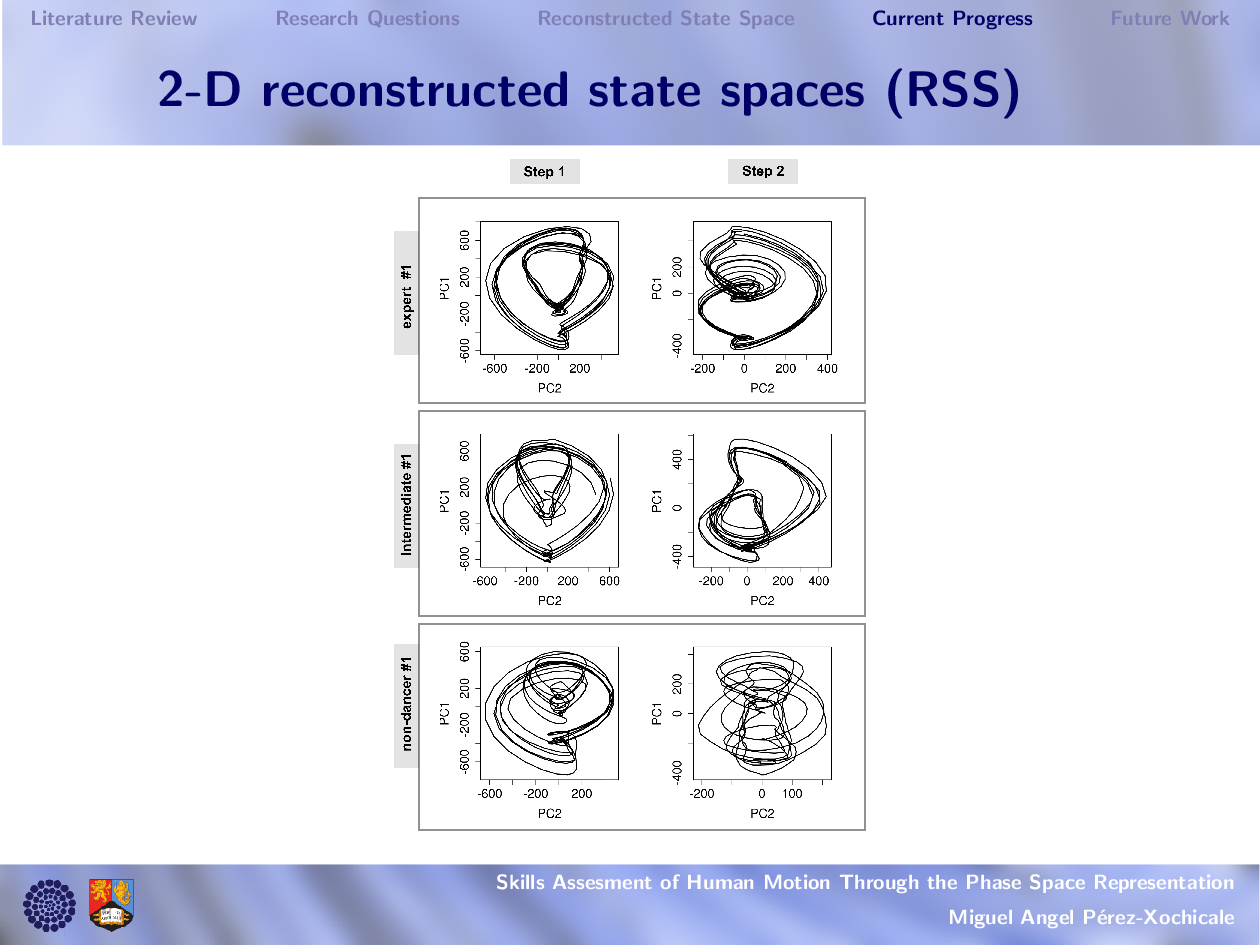 Literature Review Research Questions Reconstructed State Space Current Progress Future Work
2-D reconstructed state spaces (RSS)
Step 1 Step 2
expert #1
PC1
600
200
-200
-600
-600 -200 200
PC2
PC1
200
0
-400
-200 0 200 400
PC2
Intermediate #1
PC1
600
200
-200
-600
-600 -200 200 600
PC2
PC1
400
0
-400
-200 0 200 400
PC2
non-dancer #1
PC1
600
200
-200
-600
-600 -200 200
PC2
PC1
200
0
-400
-200 0 100
PC2
Skills Assesment of Human Motion Through the Phase Space Representation
Miguel Angel Pérez-Xochicale